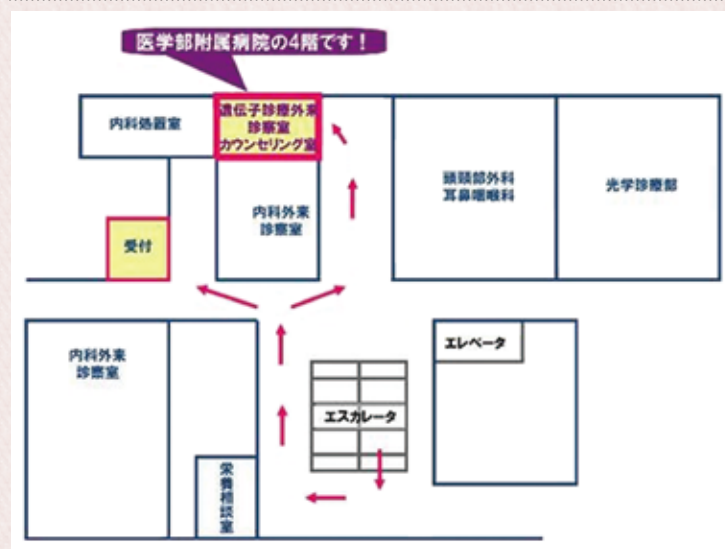 医学部附属病院の4階です！
内科処置室
遺伝子診療外来
診察室
カウンセリング室
内科外来
診察室
頭頸部外科
耳鼻咽喉科
光学診療部
受付
内科外来
診察室
エスカレータ
エレベータ
栄養相談室